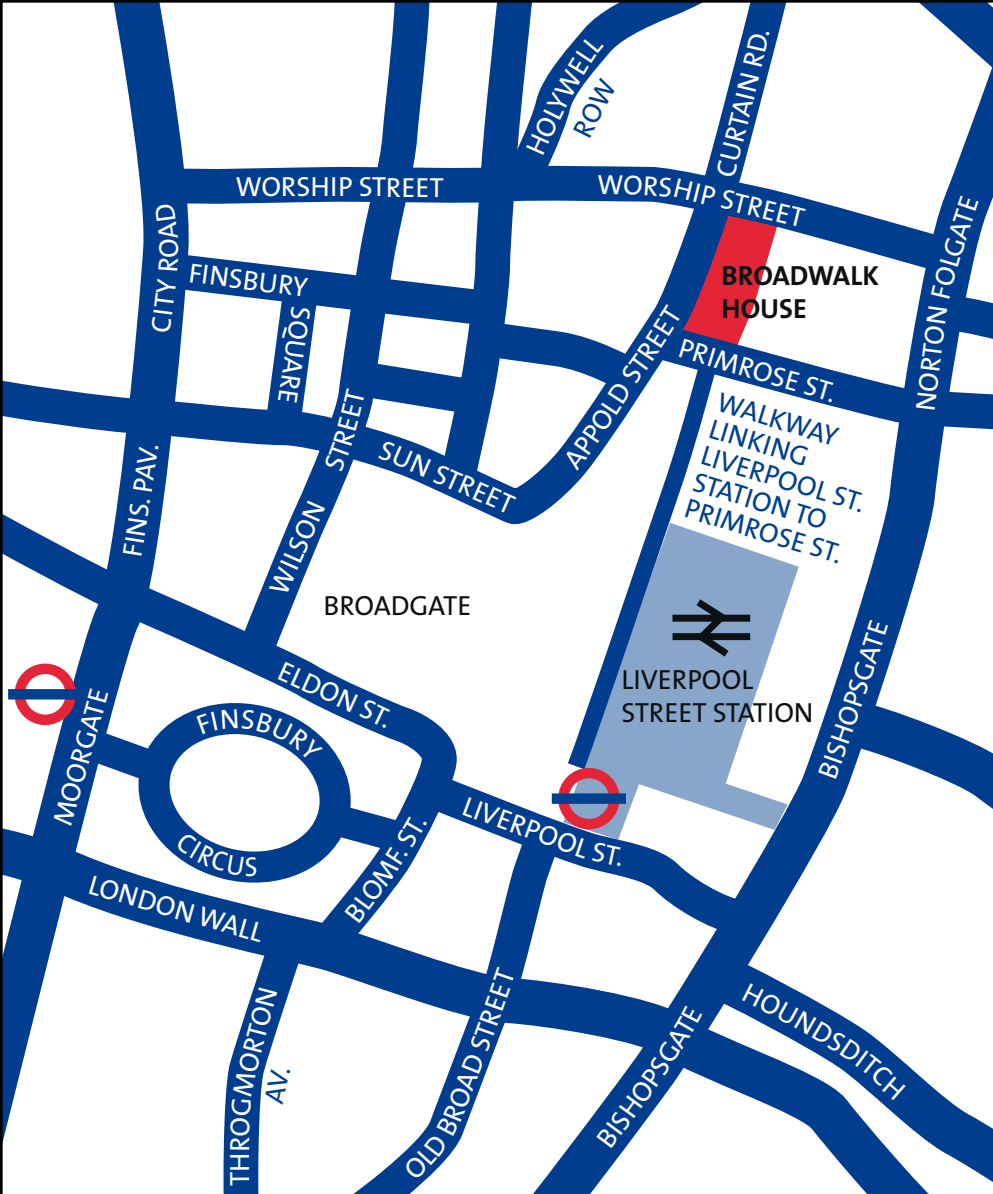 HOLYWELL
ROW
CURTAIN RD.
WORSHIP STREET
WORSHIP STREET
CITY ROAD
FINSBURY
SQUARE
BROADWALK
HOUSE
NORTON FOLGATE
APPOLD STREET
PRIMROSE ST.
WALKWAY
LINKING
LIVERPOOL ST.
STATION TO
PRIMROSE ST.
FINS. PAV.
WILSON STREET
SUN STREET
BROADGATE
ELDON ST.
LIVERPOOL
STREET STATION
BISHOPSGATE
MOORGATE
FINSBURY
CIRCUS
BLOMF. ST.
LIVERPOOL ST.
LONDON WALL
THROGMORTON
AV.
OLD BROAD STREET
BISHOPSGATE
HOUNDSDITCH